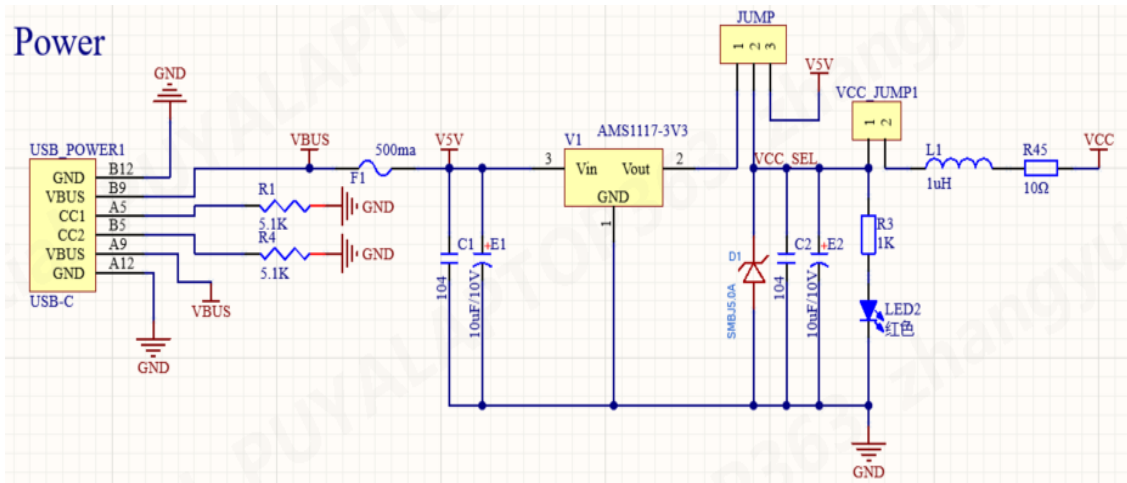 Power
JUMP
1 2 3
GND
V5V
VCC_JUMP1
1 2
USB_POWER1
GND B12
VBUS B9
CC1 A5
CC2 B5
VBUS A9
GND A12
USB-C
VBUS
500ma
F1
V5V
V1 AMS1117-3V3
3 Vin Vout 2
GND
1
VCC_SEL
L1
1uH
R45
10Ω
VCC
R1
5.1K
GND
R4
5.1K
GND
VBUS
GND
C1
104
+E1
10uF/10V
D1
SMBJ5.0A
C2
104
+E2
10uF/10V
R3
1K
LED2
红色
GND